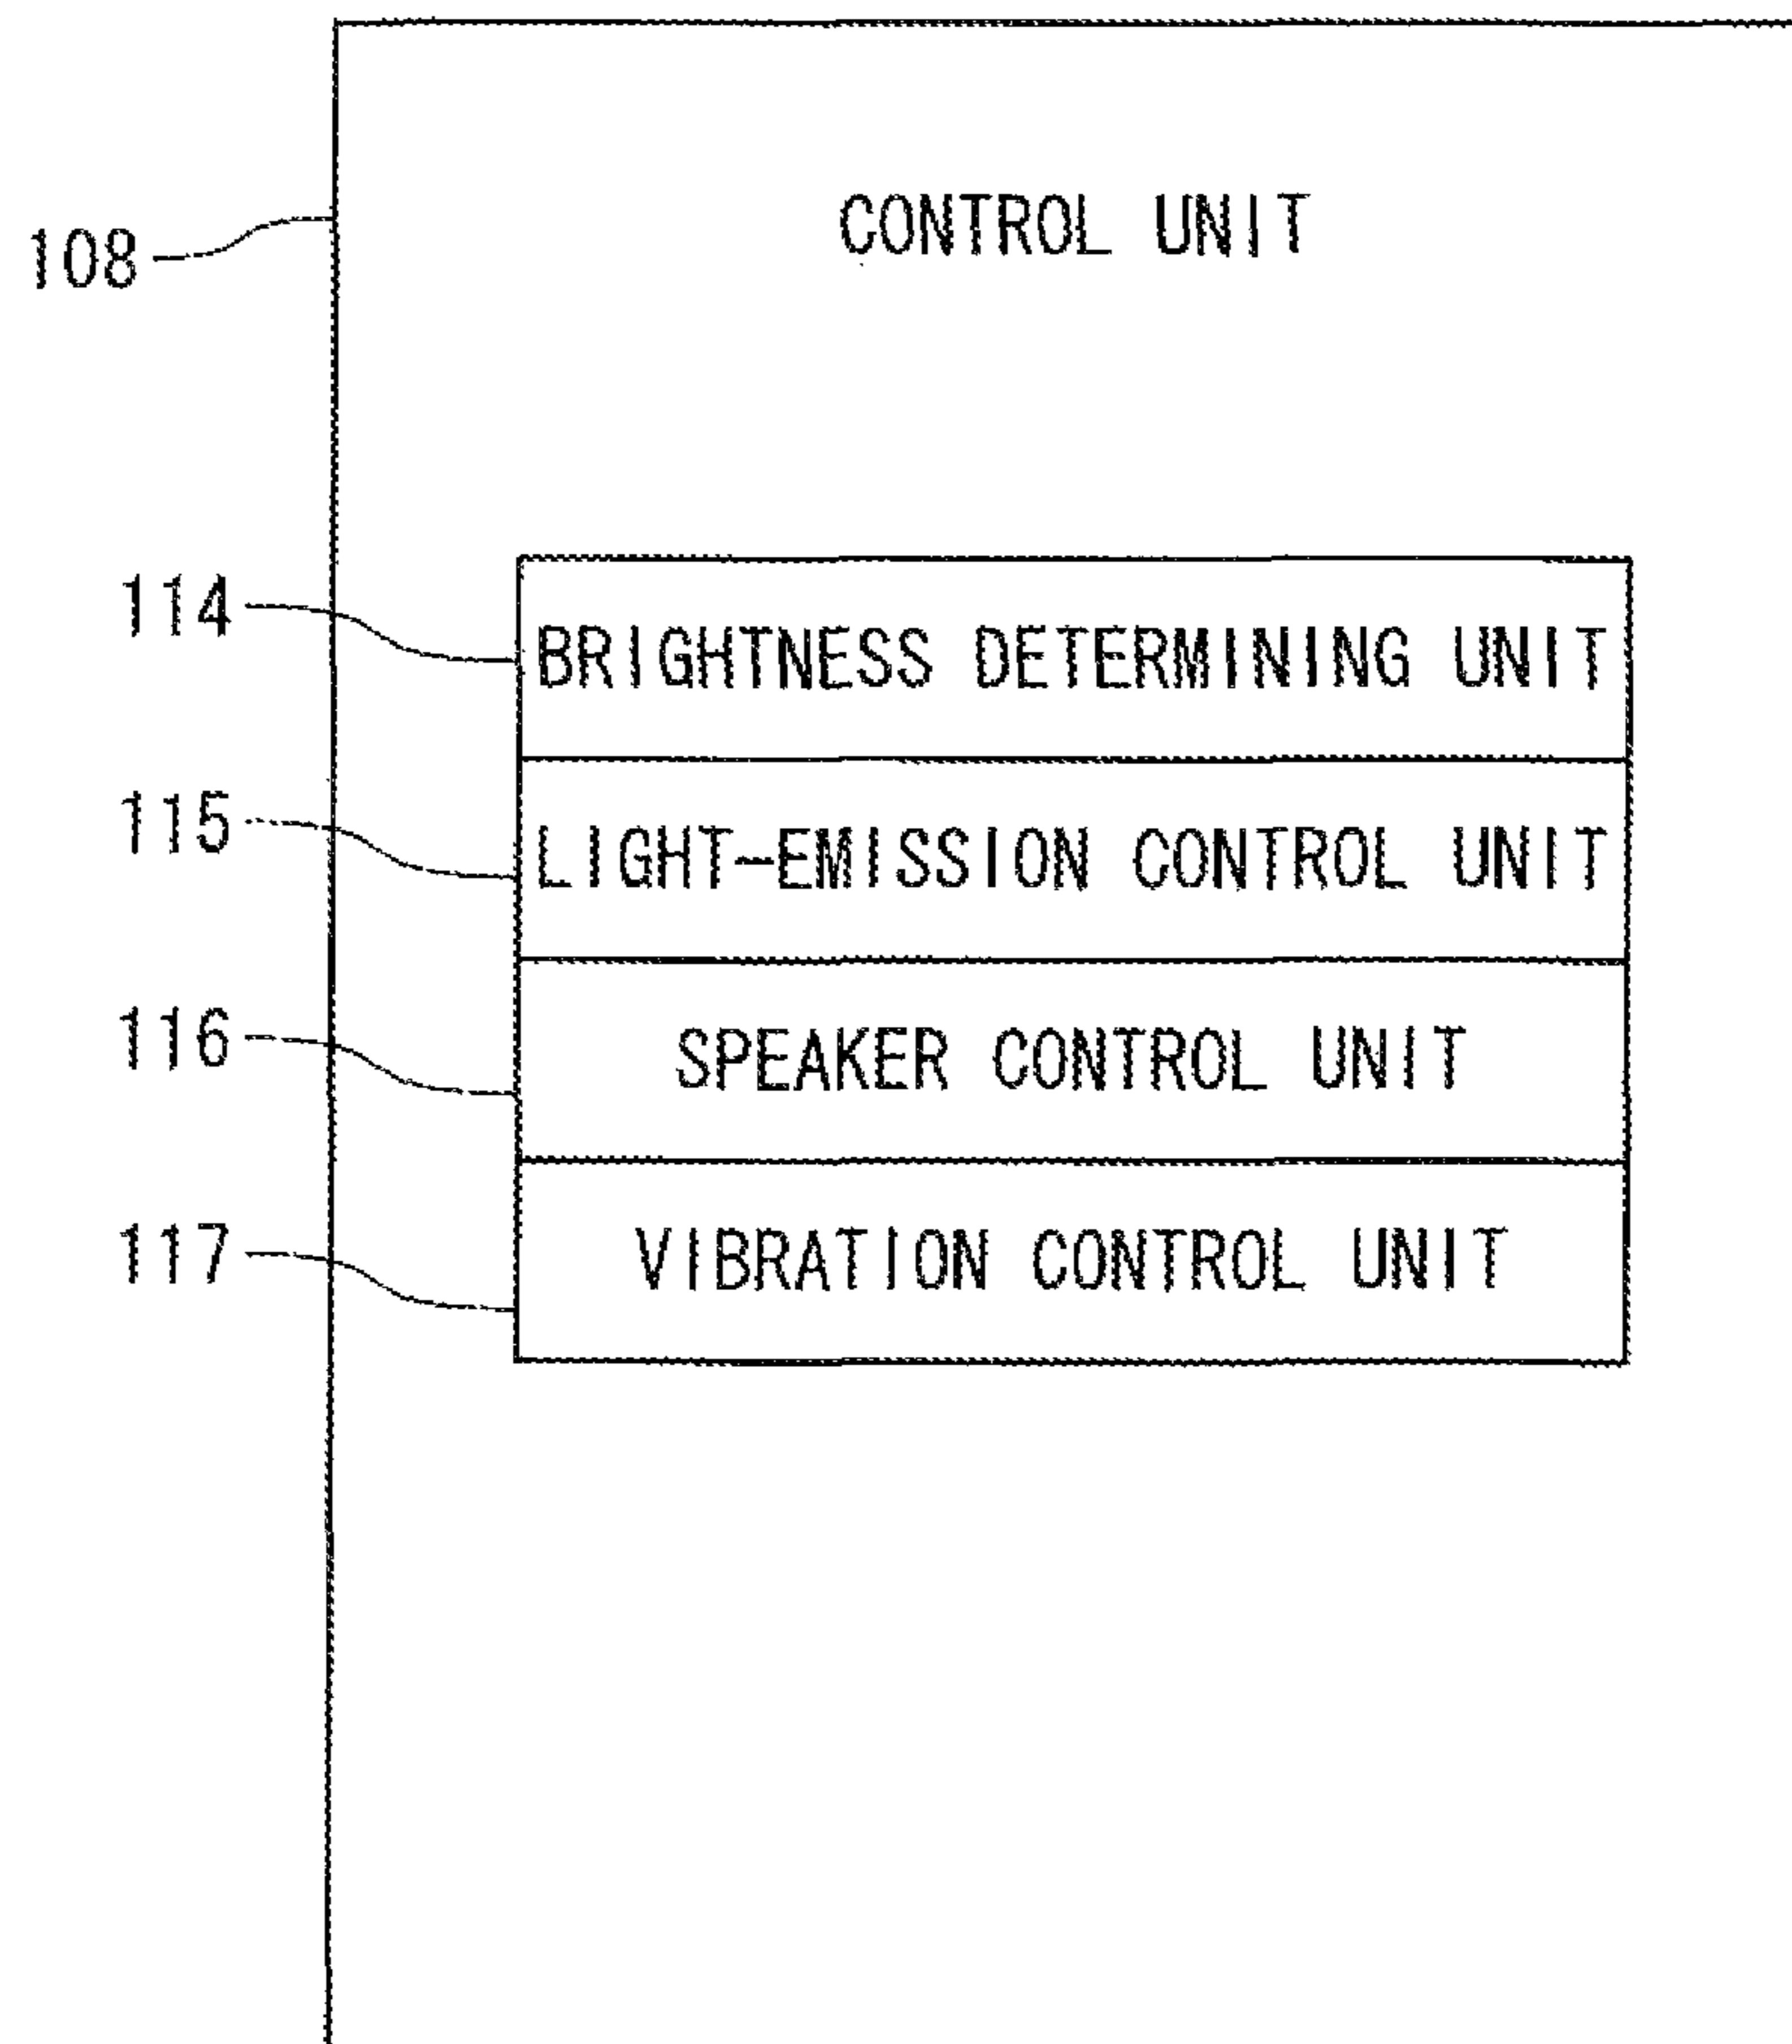 CONTROL UNIT
108
114
BRIGHTNESS DETERMINING UNIT
115
LIGHT-EMISSION CONTROL UNIT
116
SPEAKER CONTROL UNIT
117
VIBRATION CONTROL UNIT